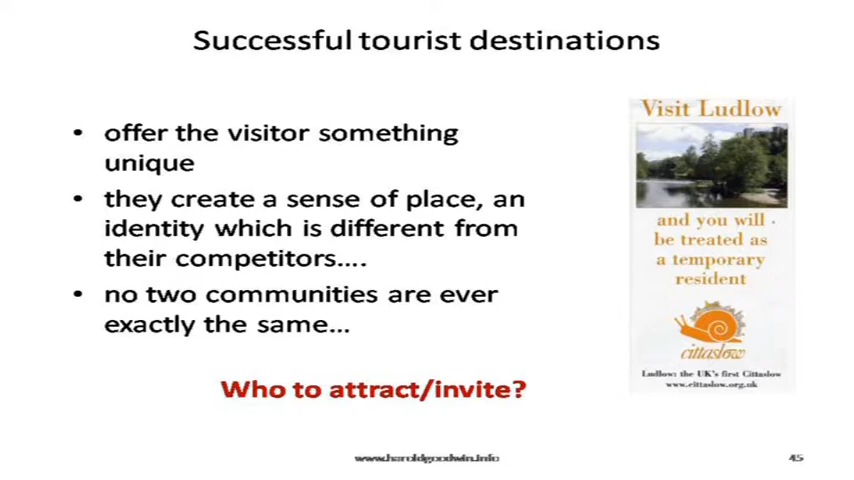 Successful tourist destinations
• offer the visitor something
unique
• they create a sense of place, an
identity which is different from
their competitors....
• no two communities are ever
exactly the same...
Who to attract/invite?
Visit Ludlow
and you will
be treated as
a temporary
resident
cittaslow
Ludlow: the UK's first Cittaslow
www.cittaslow.org.uk
www.haroldgoodwin.info
45